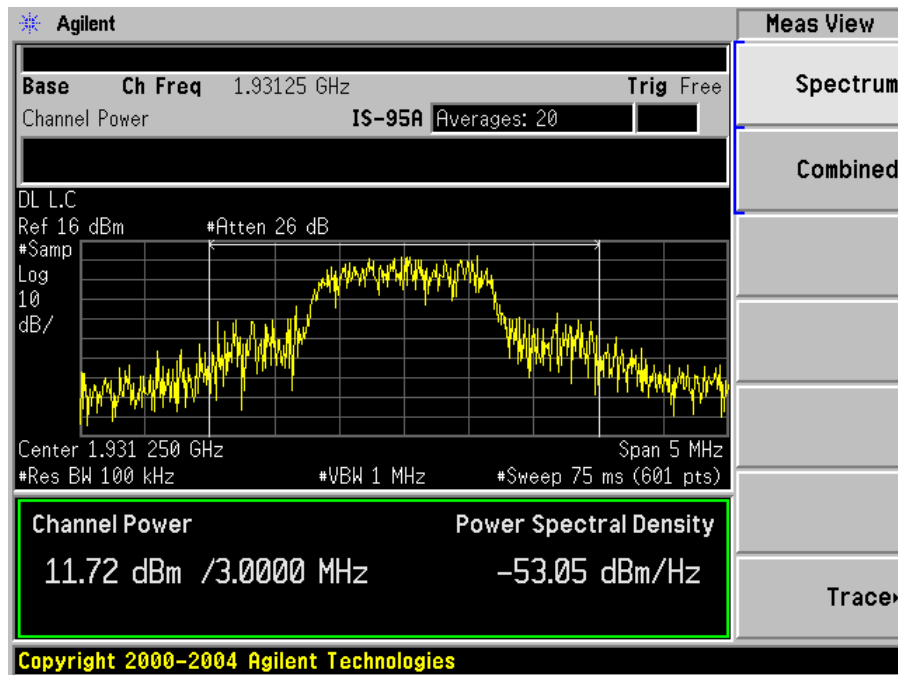 Agilent
Meas View
Base Ch Freq 1.93125 GHz Trig Free
Channel Power IS-95A Averages: 20
Spectrum
Combined
DL L.C
Ref 16 dBm #Atten 26 dB
#Samp
Log
10
dB/
Center 1.931 250 GHz Span 5 MHz
#Res BW 100 kHz #VBW 1 MHz #Sweep 75 ms (601 pts)
Channel Power Power Spectral Density
11.72 dBm /3.0000 MHz -53.05 dBm/Hz
Trace
Copyright 2000-2004 Agilent Technologies